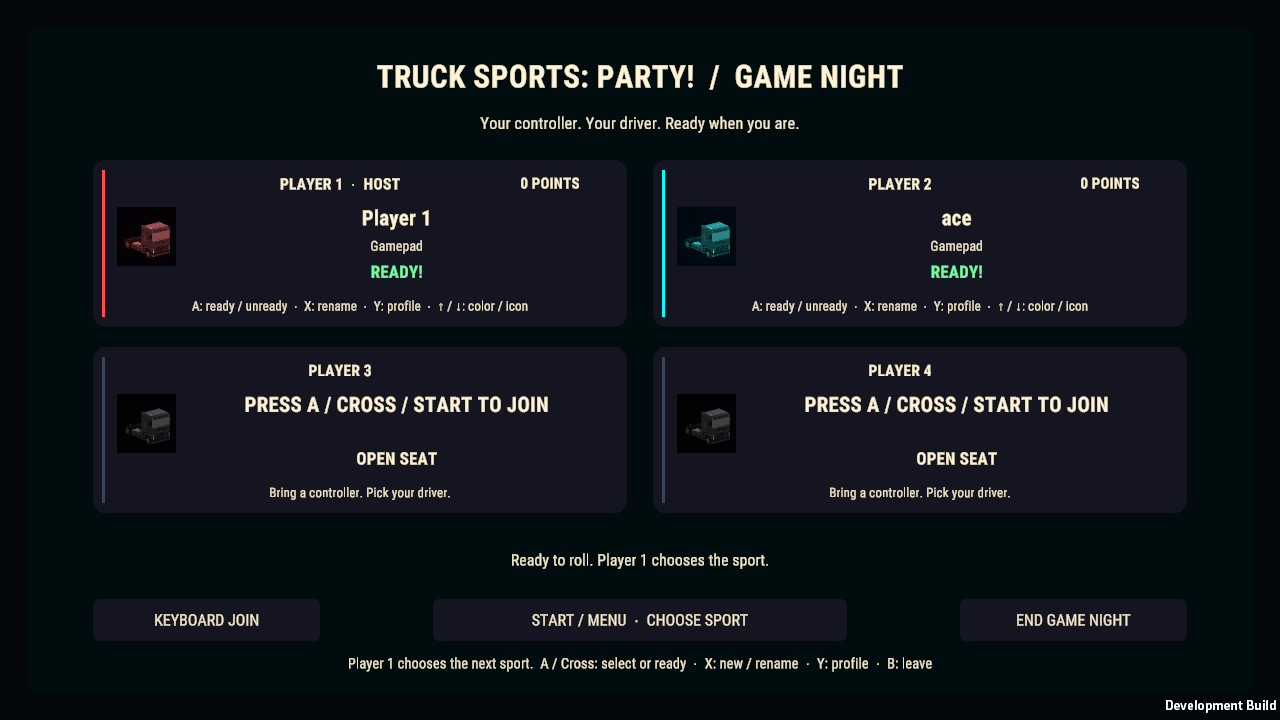 TRUCK SPORTS: PARTY! / GAME NIGHT
Your controller. Your driver. Ready when you are.
PLAYER 1 · HOST
0 POINTS
Player 1
Gamepad
READY!
A: ready / unready · X: rename · Y: profile · ↑ / ↓: color / icon
PLAYER 2
0 POINTS
ace
Gamepad
READY!
A: ready / unready · X: rename · Y: profile · ↑ / ↓: color / icon
PLAYER 3
PRESS A / CROSS / START TO JOIN
OPEN SEAT
Bring a controller. Pick your driver.
PLAYER 4
PRESS A / CROSS / START TO JOIN
OPEN SEAT
Bring a controller. Pick your driver.
Ready to roll. Player 1 chooses the sport.
KEYBOARD JOIN
START / MENU · CHOOSE SPORT
END GAME NIGHT
Player 1 chooses the next sport. A / Cross: select or ready · X: new / rename · Y: profile · B: leave
Development Build